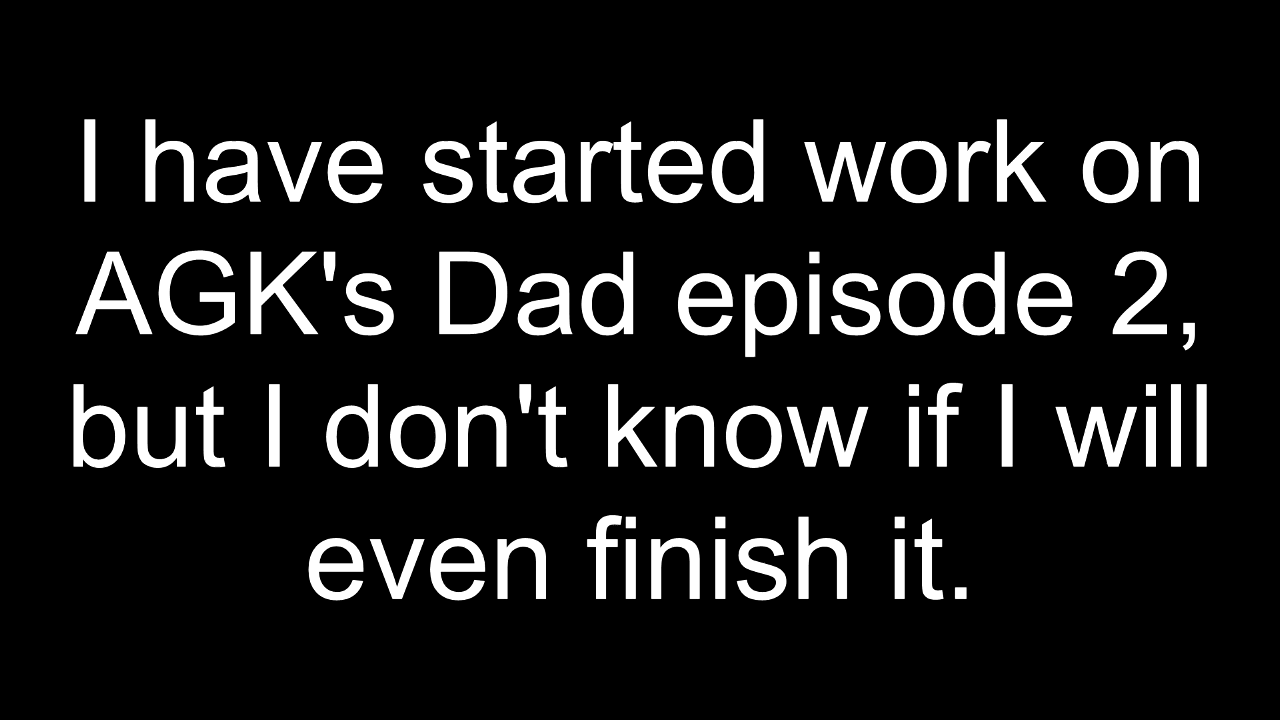 I have started work on
AGK's Dad episode 2,
but I don't know if I will
even finish it.